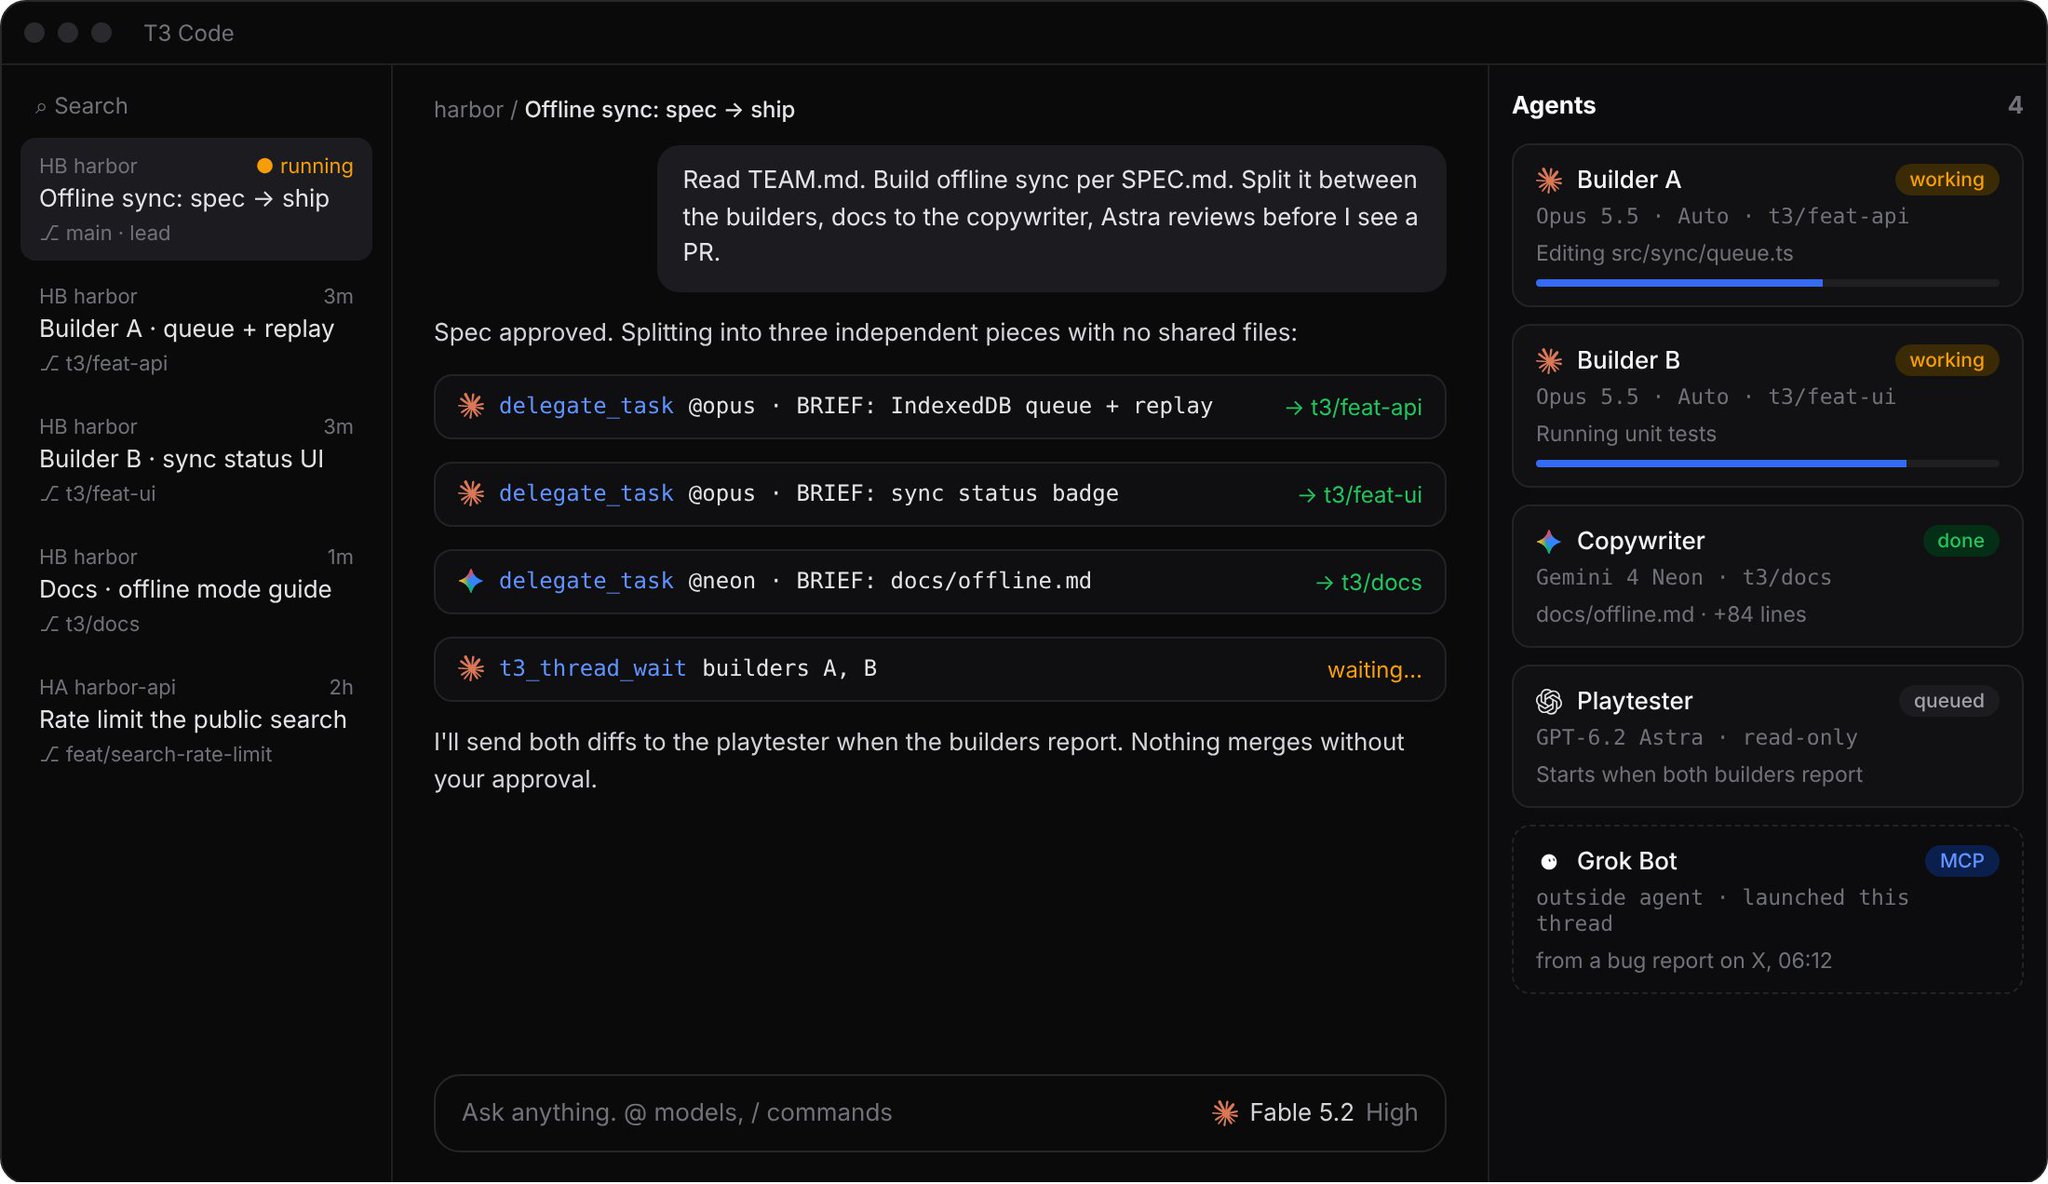 T3 Code
Search
HB harbor
running
Offline sync: spec → ship
main · lead
HB harbor
3m
Builder A · queue + replay
t3/feat-api
HB harbor
3m
Builder B · sync status UI
t3/feat-ui
HB harbor
1m
Docs · offline mode guide
t3/docs
HA harbor-api
2h
Rate limit the public search
feat/search-rate-limit
harbor / Offline sync: spec → ship
Read TEAM.md. Build offline sync per SPEC.md. Split it between
the builders, docs to the copywriter, Astra reviews before I see a
PR.
Spec approved. Splitting into three independent pieces with no shared files:
delegate_task @opus · BRIEF: IndexedDB queue + replay
→ t3/feat-api
delegate_task @opus · BRIEF: sync status badge
→ t3/feat-ui
delegate_task @neon · BRIEF: docs/offline.md
→ t3/docs
t3_thread_wait builders A, B
waiting...
I'll send both diffs to the playtester when the builders report. Nothing merges without
your approval.
Ask anything. @ models, / commands
Fable 5.2 High
Agents
4
Builder A
working
Opus 5.5 · Auto · t3/feat-api
Editing src/sync/queue.ts
Builder B
working
Opus 5.5 · Auto · t3/feat-ui
Running unit tests
Copywriter
done
Gemini 4 Neon · t3/docs
docs/offline.md · +84 lines
Playtester
queued
GPT-6.2 Astra · read-only
Starts when both builders report
Grok Bot
MCP
outside agent · launched this
thread
from a bug report on X, 06:12